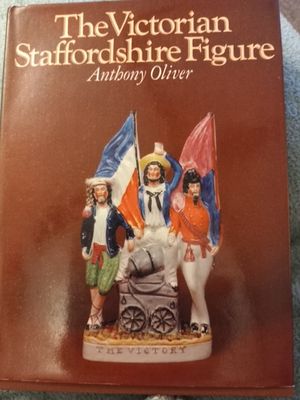 The Victorian
Staffordshire Figure
Anthony Oliver
THE VICTORY